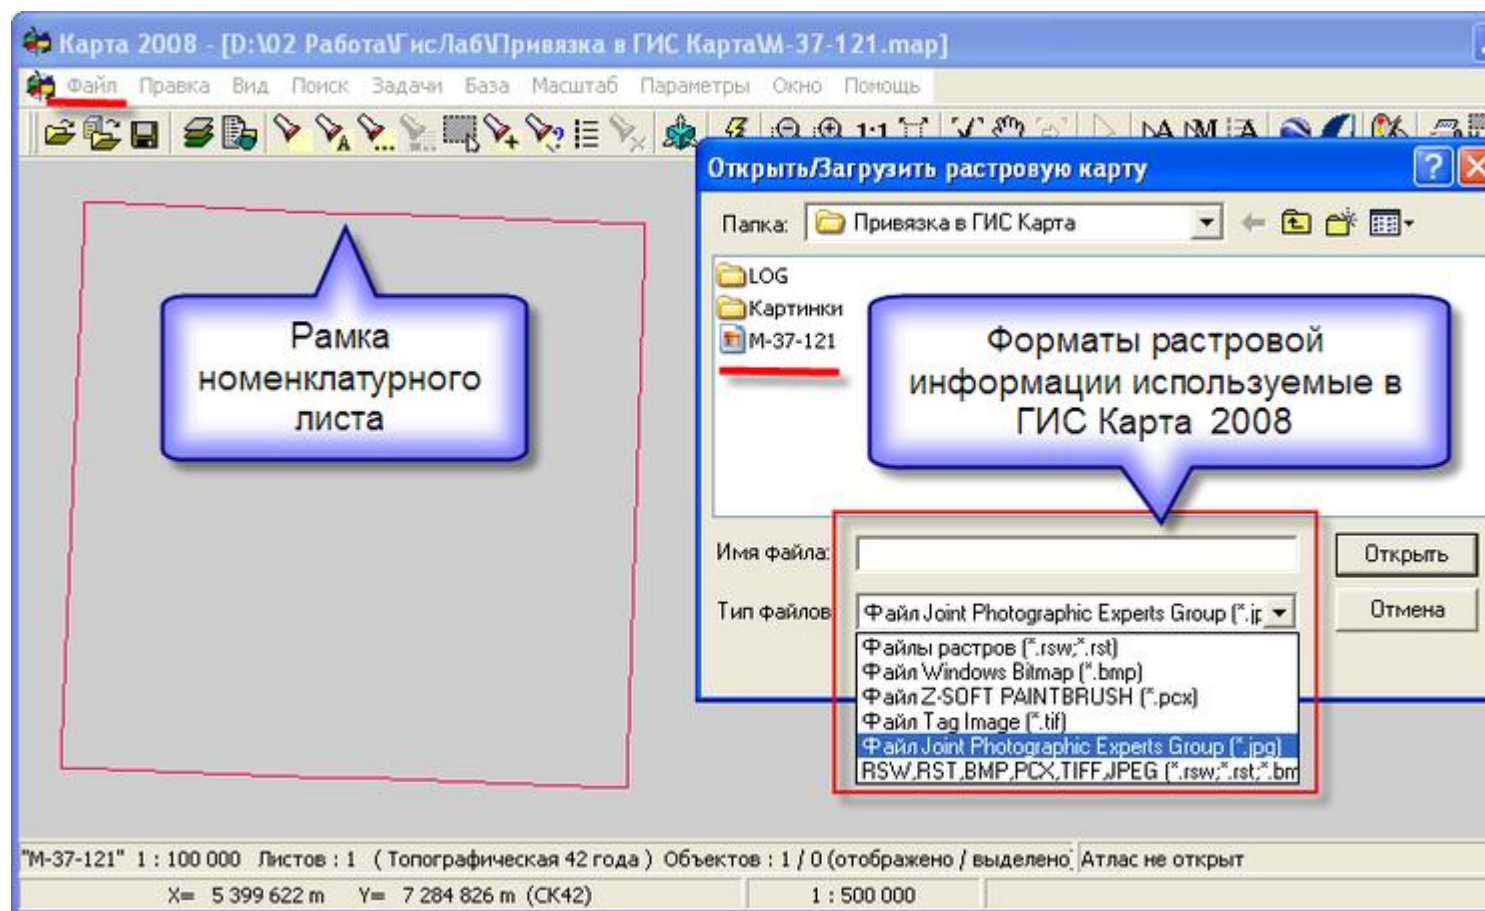 Карта 2008 - [D:\02 Работа\ГисЛаб\Привязка в ГИС Карта\М-37-121.map]
Файл Правка Вид Поиск Задачи База Масштаб Параметры Окно Помощь
1:1
Открыть/Загрузить растровую карту
Папка: Привязка в ГИС Карта
LOG
Картинки
М-37-121
Рамка
номенклатурного
листа
Форматы растровой
информации используемые в
ГИС Карта 2008
Имя файла:
Открыть
Тип файлов
Файл Joint Photographic Experts Group (*.jp
Отмена
Файлы растров (*.rsw;*.rst)
Файл Windows Bitmap (*.bmp)
Файл Z-SOFT PAINTBRUSH (*.pcx)
Файл Tag Image (*.tif)
Файл Joint Photographic Experts Group (*.jpg)
RSW,RST,BMP,PCX,TIFF,JPEG (*.rsw;*.rst;*.bm
"М-37-121" 1 : 100 000 Листов : 1 ( Топографическая 42 года ) Объектов : 1 / 0 (отображено / выделено) Атлас не открыт
X= 5 399 622 m Y= 7 284 826 m (СК42) 1 : 500 000